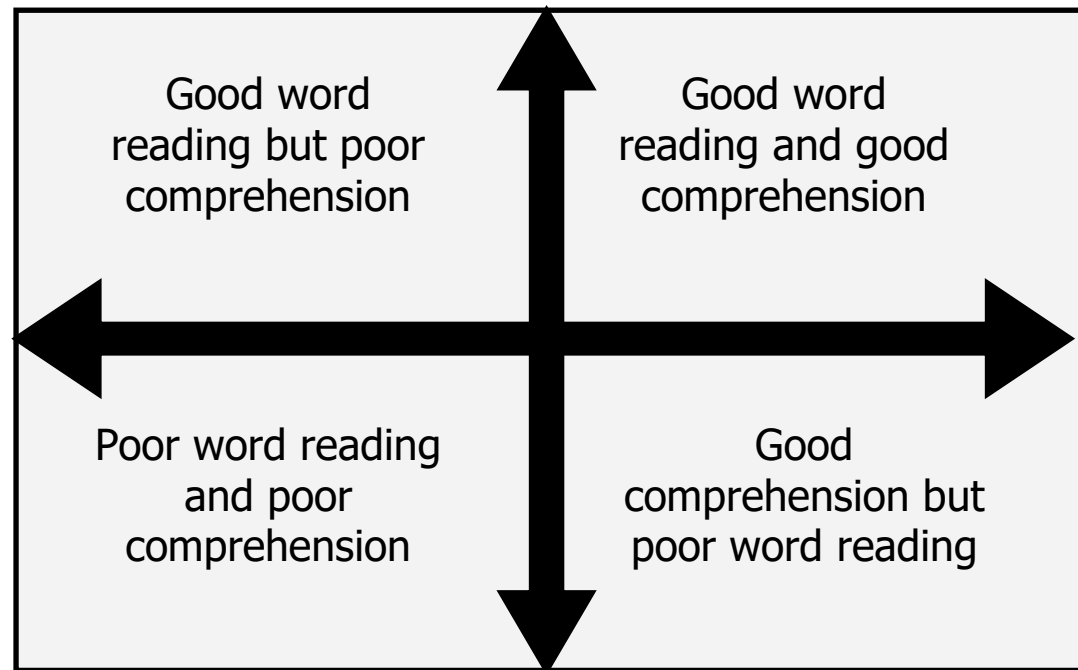 Good word
reading but poor
comprehension
Good word
reading and good
comprehension
Poor word reading
and poor
comprehension
Good
comprehension but
poor word reading